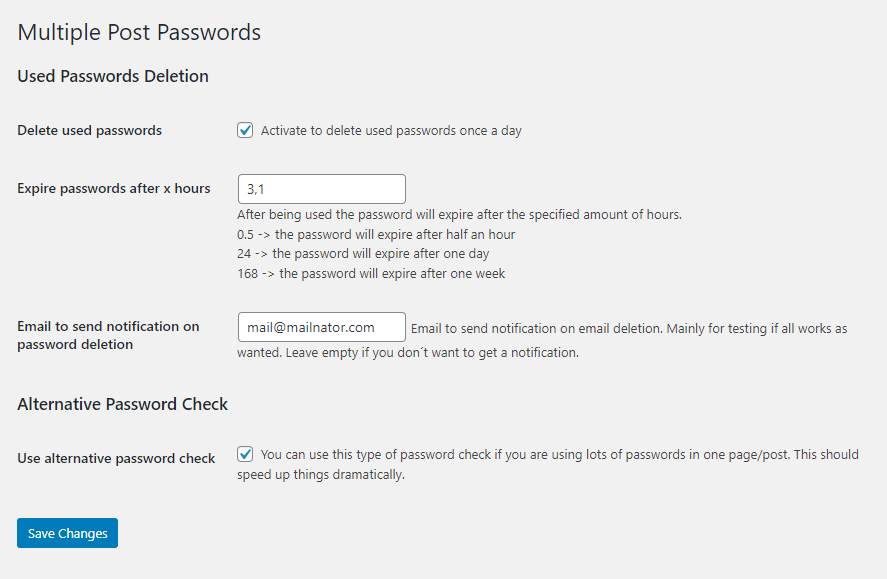 Multiple Post Passwords
Used Passwords Deletion
Delete used passwords
Activate to delete used passwords once a day
Expire passwords after x hours
3,1
After being used the password will expire after the specified amount of hours.
0.5 -> the password will expire after half an hour
24 -> the password will expire after one day
168 -> the password will expire after one week
Email to send notification on
password deletion
mail@mailnator.com
Email to send notification on email deletion. Mainly for testing if all works as
wanted. Leave empty if you don´t want to get a notification.
Alternative Password Check
Use alternative password check
You can use this type of password check if you are using lots of passwords in one page/post. This should
speed up things dramatically.
Save Changes